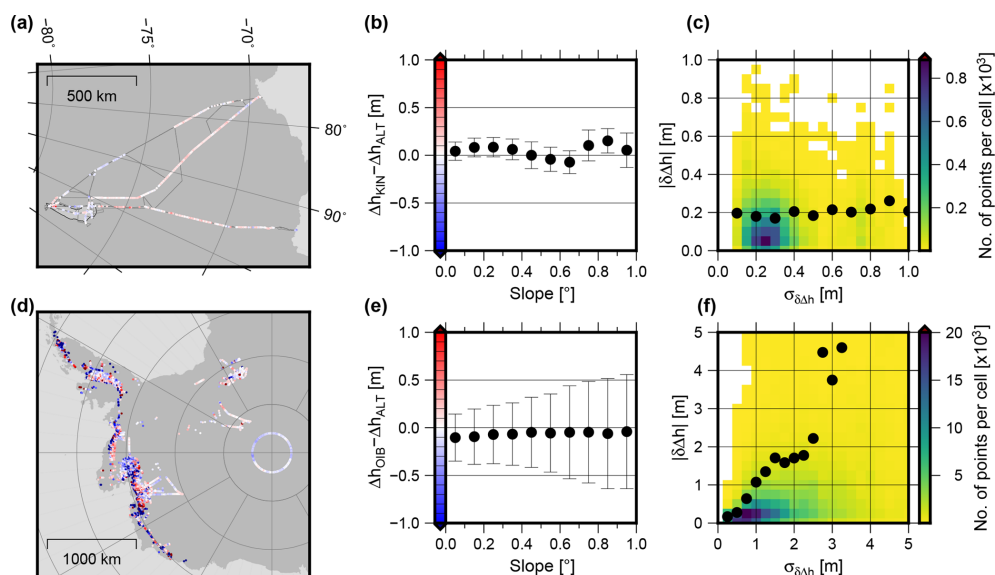 (a)
−80°
−75°
−70°
500 km
80°
90°
(b)
1.0
0.5
0.0
−0.5
−1.0
ΔhKIN−ΔhALT [m]
0.0 0.2 0.4 0.6 0.8 1.0
Slope [°]
(c)
1.0
0.8
0.6
0.4
0.2
0.0
|δΔh| [m]
0.0 0.2 0.4 0.6 0.8 1.0
σδΔh [m]
0.8
0.6
0.4
0.2
No. of points per cell [x10³]
(d)
1000 km
(e)
1.0
0.5
0.0
−0.5
−1.0
ΔhOIB−ΔhALT [m]
0.0 0.2 0.4 0.6 0.8 1.0
Slope [°]
(f)
5
4
3
2
1
0
|δΔh| [m]
0 1 2 3 4 5
σδΔh [m]
20
15
10
5
No. of points per cell [x10³]